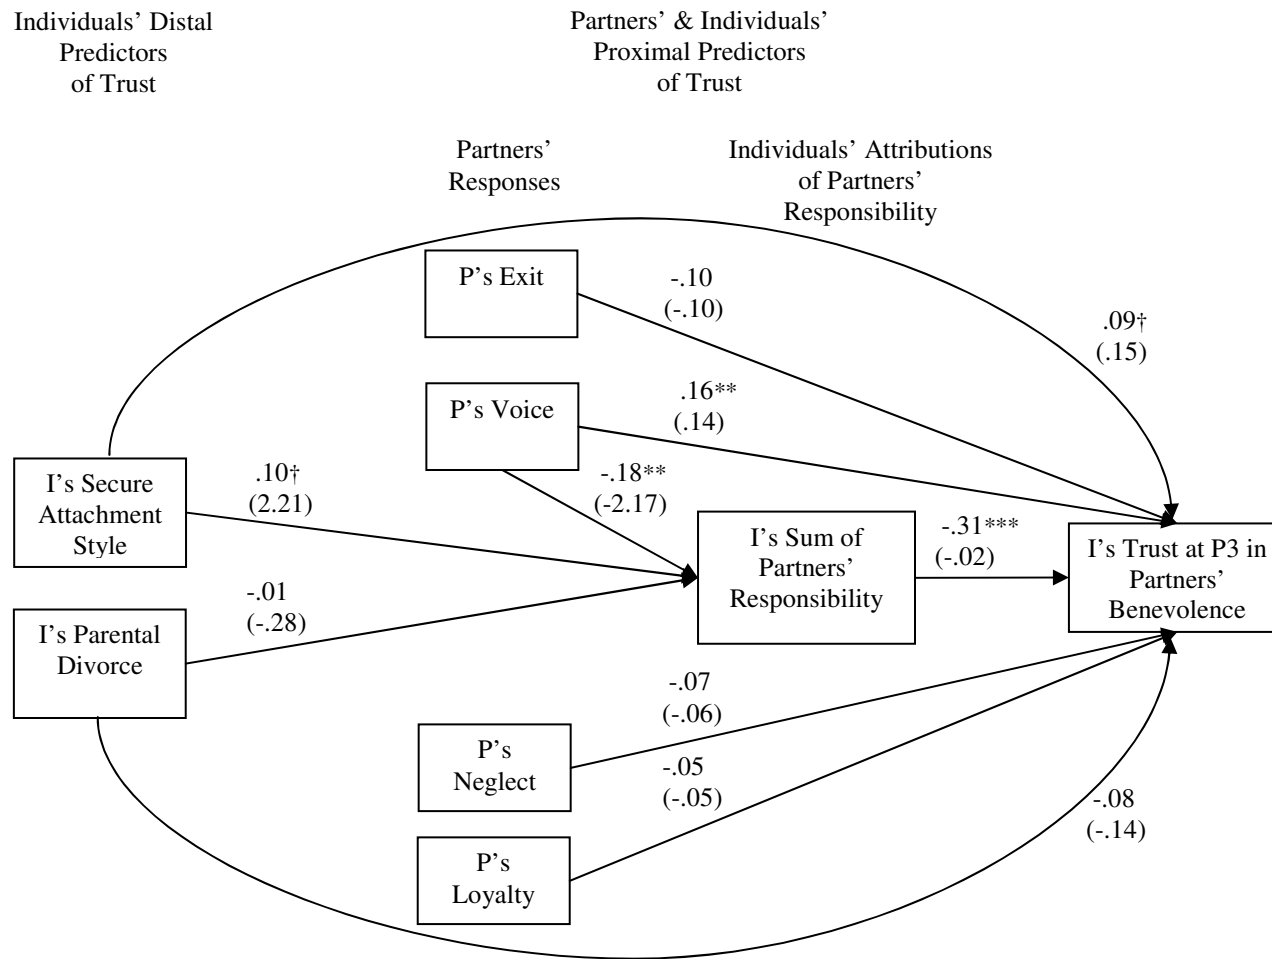 Individuals' Distal
Predictors
of Trust
Partners' & Individuals'
Proximal Predictors
of Trust
Partners'
Responses
Individuals' Attributions
of Partners'
Responsibility
P's Exit
-.10
(-.10)
.09†
(.15)
P's Voice
.16**
(.14)
I's Secure
Attachment
Style
.10†
(2.21)
-.18**
(-2.17)
I's Sum of
Partners'
Responsibility
-.31***
(-.02)
I's Trust at P3 in
Partners'
Benevolence
I's Parental
Divorce
-.01
(-.28)
P's
Neglect
-.07
(-.06)
P's
Loyalty
-.05
(-.05)
-.08
(-.14)